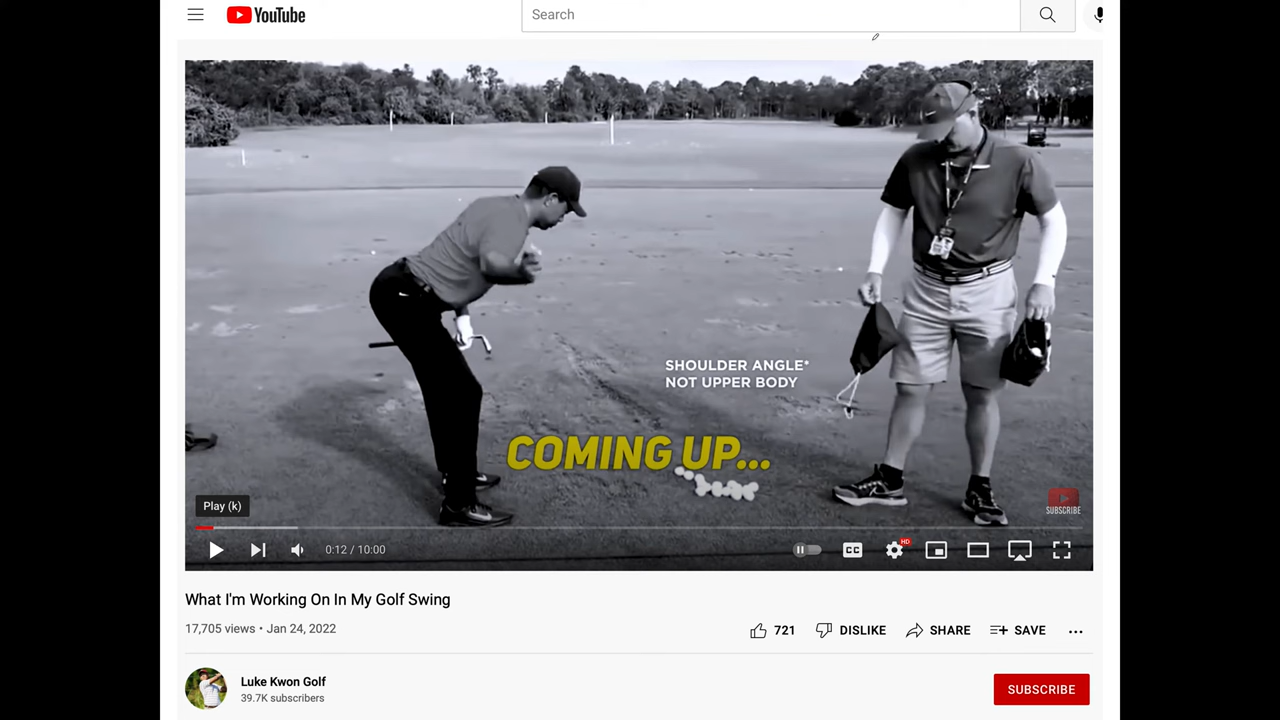 YouTube
Search
SHOULDER ANGLE*
NOT UPPER BODY
COMING UP...
Play (k)
SUBSCRIBE
0:12 / 10:00
CC
HD
What I'm Working On In My Golf Swing
17,705 views • Jan 24, 2022
721
DISLIKE
SHARE
SAVE
Luke Kwon Golf
39.7K subscribers
SUBSCRIBE